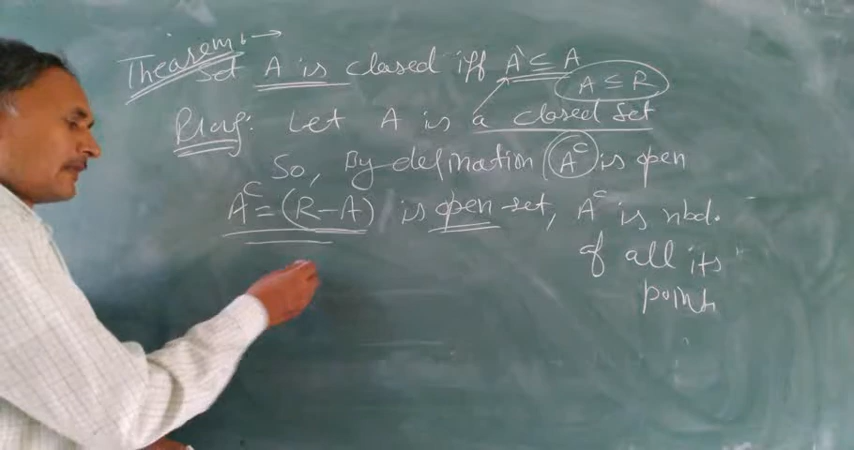 Theorem :→
Set A is closed iff A' ⊆ A
A ⊆ R
Proof: Let A is a closed set
So, By defination A^c is open
A^c = (R-A) is open set, A^c is nbd.
of all its
point